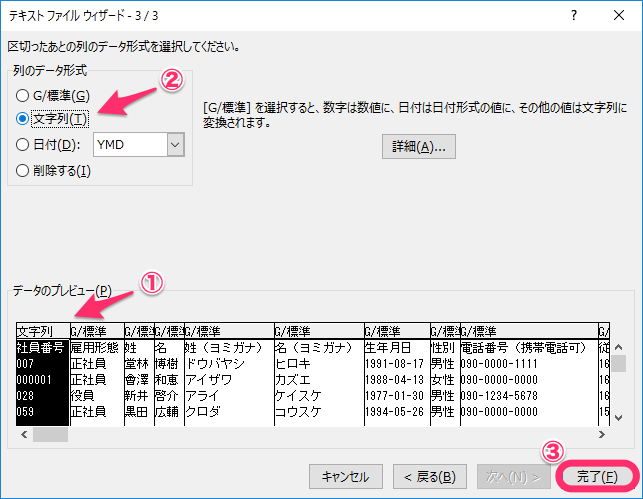 テキスト ファイル ウィザード - 3 / 3
?
区切ったあとの列のデータ形式を選択してください。
列のデータ形式
②
G/標準(G)
文字列(T)
日付(D):
YMD
削除する(I)
[G/標準] を選択すると、数字は数値に、日付は日付形式の値に、その他の値は文字列に
変換されます。
詳細(A)...
①
データのプレビュー(P)
文字列 G/標準 G/標準 G/標準 G/標準 G/標準 G/標準 G/標準 G/標準 G/
社員番号 雇用形態 姓 名 姓（ヨミガナ） 名（ヨミガナ） 生年月日 性別 電話番号（携帯電話可） 従
007 正社員 堂林 博樹 ドウバヤシ ヒロキ 1991-08-17 男性 090-0000-1111 16
000001 正社員 會澤 和恵 アイザワ カズエ 1988-04-13 女性 090-0000-0000 16
028 役員 新井 啓介 アライ ケイスケ 1977-01-30 男性 090-1234-5678 16
059 正社員 黒田 広輔 クロダ コウスケ 1994-05-26 男性 090-0000-0000 15
③
キャンセル
< 戻る(B)
次へ(N) >
完了(F)